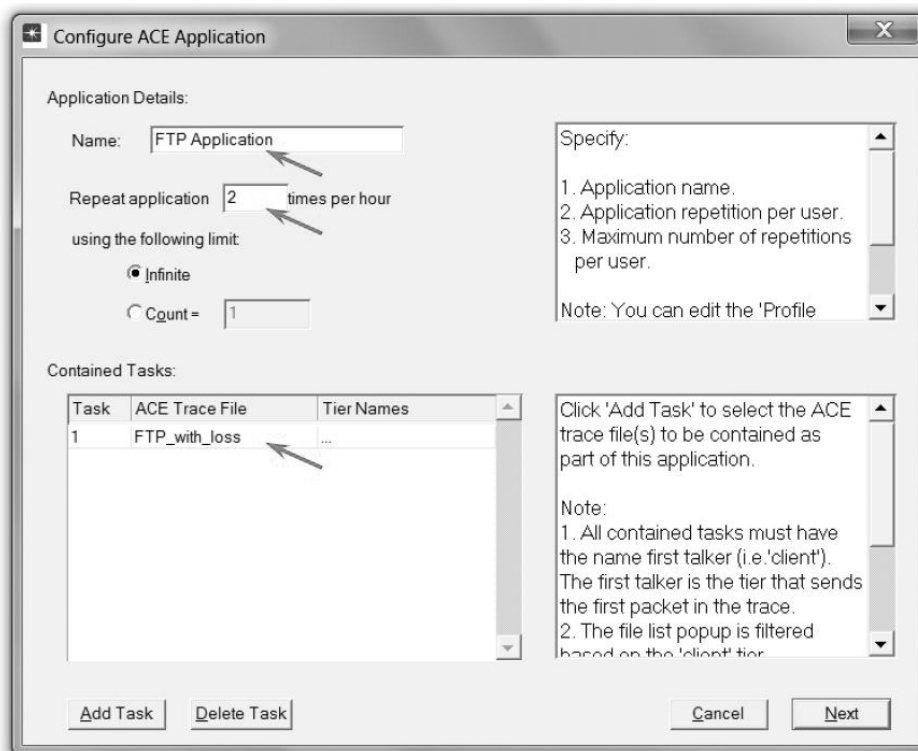 Configure ACE Application
Application Details:
Name: FTP Application
Repeat application 2 times per hour
using the following limit:
Infinite
Count = 1
Specify:
1. Application name.
2. Application repetition per user.
3. Maximum number of repetitions
per user.
Note: You can edit the 'Profile
Contained Tasks:
Task ACE Trace File Tier Names
1 FTP_with_loss ...
Click 'Add Task' to select the ACE
trace file(s) to be contained as
part of this application.
Note:
1. All contained tasks must have
the name first talker (i.e.'client').
The first talker is the tier that sends
the first packet in the trace.
2. The file list popup is filtered
based on the 'client' tier
Add Task Delete Task Cancel Next